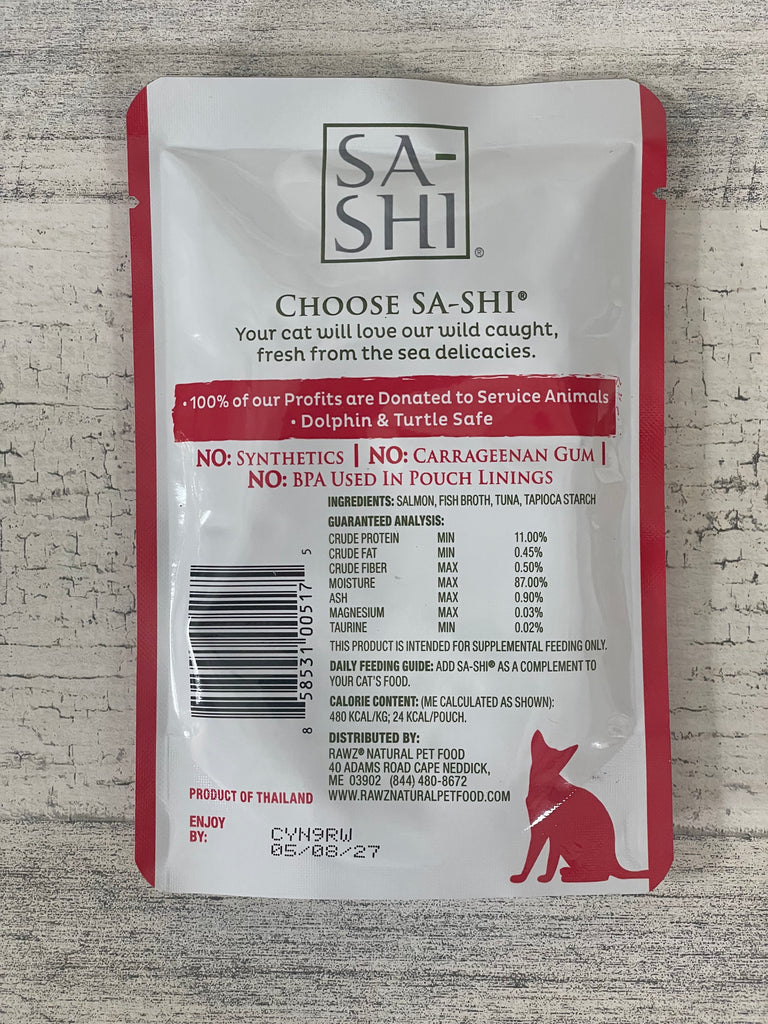 SA-
SHI®
CHOOSE SA-SHI®
Your cat will love our wild caught,
fresh from the sea delicacies.
• 100% of our Profits are Donated to Service Animals
• Dolphin & Turtle Safe
NO: SYNTHETICS | NO: CARRAGEENAN GUM |
NO: BPA USED IN POUCH LININGS
INGREDIENTS: SALMON, FISH BROTH, TUNA, TAPIOCA STARCH
GUARANTEED ANALYSIS:
CRUDE PROTEIN MIN 11.00%
CRUDE FAT MIN 0.45%
CRUDE FIBER MAX 0.50%
MOISTURE MAX 87.00%
ASH MAX 0.90%
MAGNESIUM MAX 0.03%
TAURINE MIN 0.02%
THIS PRODUCT IS INTENDED FOR SUPPLEMENTAL FEEDING ONLY.
DAILY FEEDING GUIDE: ADD SA-SHI® AS A COMPLEMENT TO
YOUR CAT'S FOOD.
CALORIE CONTENT: (ME CALCULATED AS SHOWN):
480 KCAL/KG; 24 KCAL/POUCH.
DISTRIBUTED BY:
RAWZ® NATURAL PET FOOD
40 ADAMS ROAD CAPE NEDDICK,
ME 03902 (844) 480-8672
WWW.RAWZNATURALPETFOOD.COM
8 58531 00517 5
PRODUCT OF THAILAND
ENJOY
BY:
CYN9RW
05/08/27